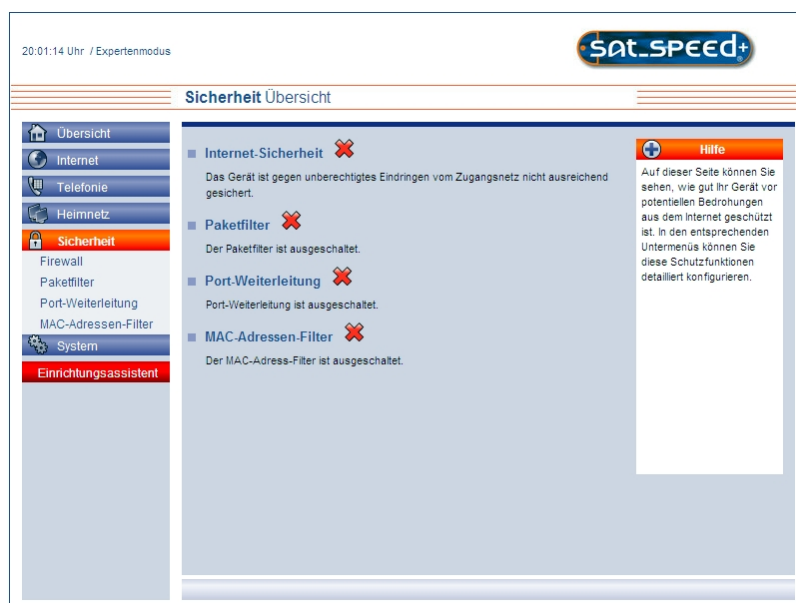 20:01:14 Uhr / Expertenmodus
sat_speed+
Sicherheit Übersicht
Übersicht
Internet
Telefonie
Heimnetz
Sicherheit
Firewall
Paketfilter
Port-Weiterleitung
MAC-Adressen-Filter
System
Einrichtungsassistent
Internet-Sicherheit
Das Gerät ist gegen unberechtigtes Eindringen vom Zugangsnetz nicht ausreichend
gesichert.
Paketfilter
Der Paketfilter ist ausgeschaltet.
Port-Weiterleitung
Port-Weiterleitung ist ausgeschaltet.
MAC-Adressen-Filter
Der MAC-Adress-Filter ist ausgeschaltet.
Hilfe
Auf dieser Seite können Sie
sehen, wie gut Ihr Gerät vor
potentiellen Bedrohungen
aus dem Internet geschützt
ist. In den entsprechenden
Untermenüs können Sie
diese Schutzfunktionen
detailliert konfigurieren.